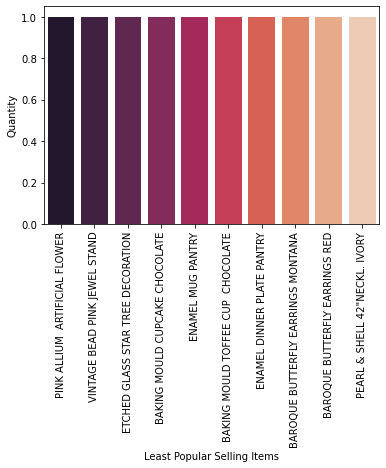 1.0
0.8
0.6
0.4
0.2
0.0
Quantity
PINK ALLIUM  ARTIFICIAL FLOWER
VINTAGE BEAD PINK JEWEL STAND
ETCHED GLASS STAR TREE DECORATION
BAKING MOULD CUPCAKE CHOCOLATE
ENAMEL MUG PANTRY
BAKING MOULD TOFFEE CUP  CHOCOLATE
ENAMEL DINNER PLATE PANTRY
BAROQUE BUTTERFLY EARRINGS MONTANA
BAROQUE BUTTERFLY EARRINGS RED
PEARL & SHELL 42"NECKL. IVORY
Least Popular Selling Items